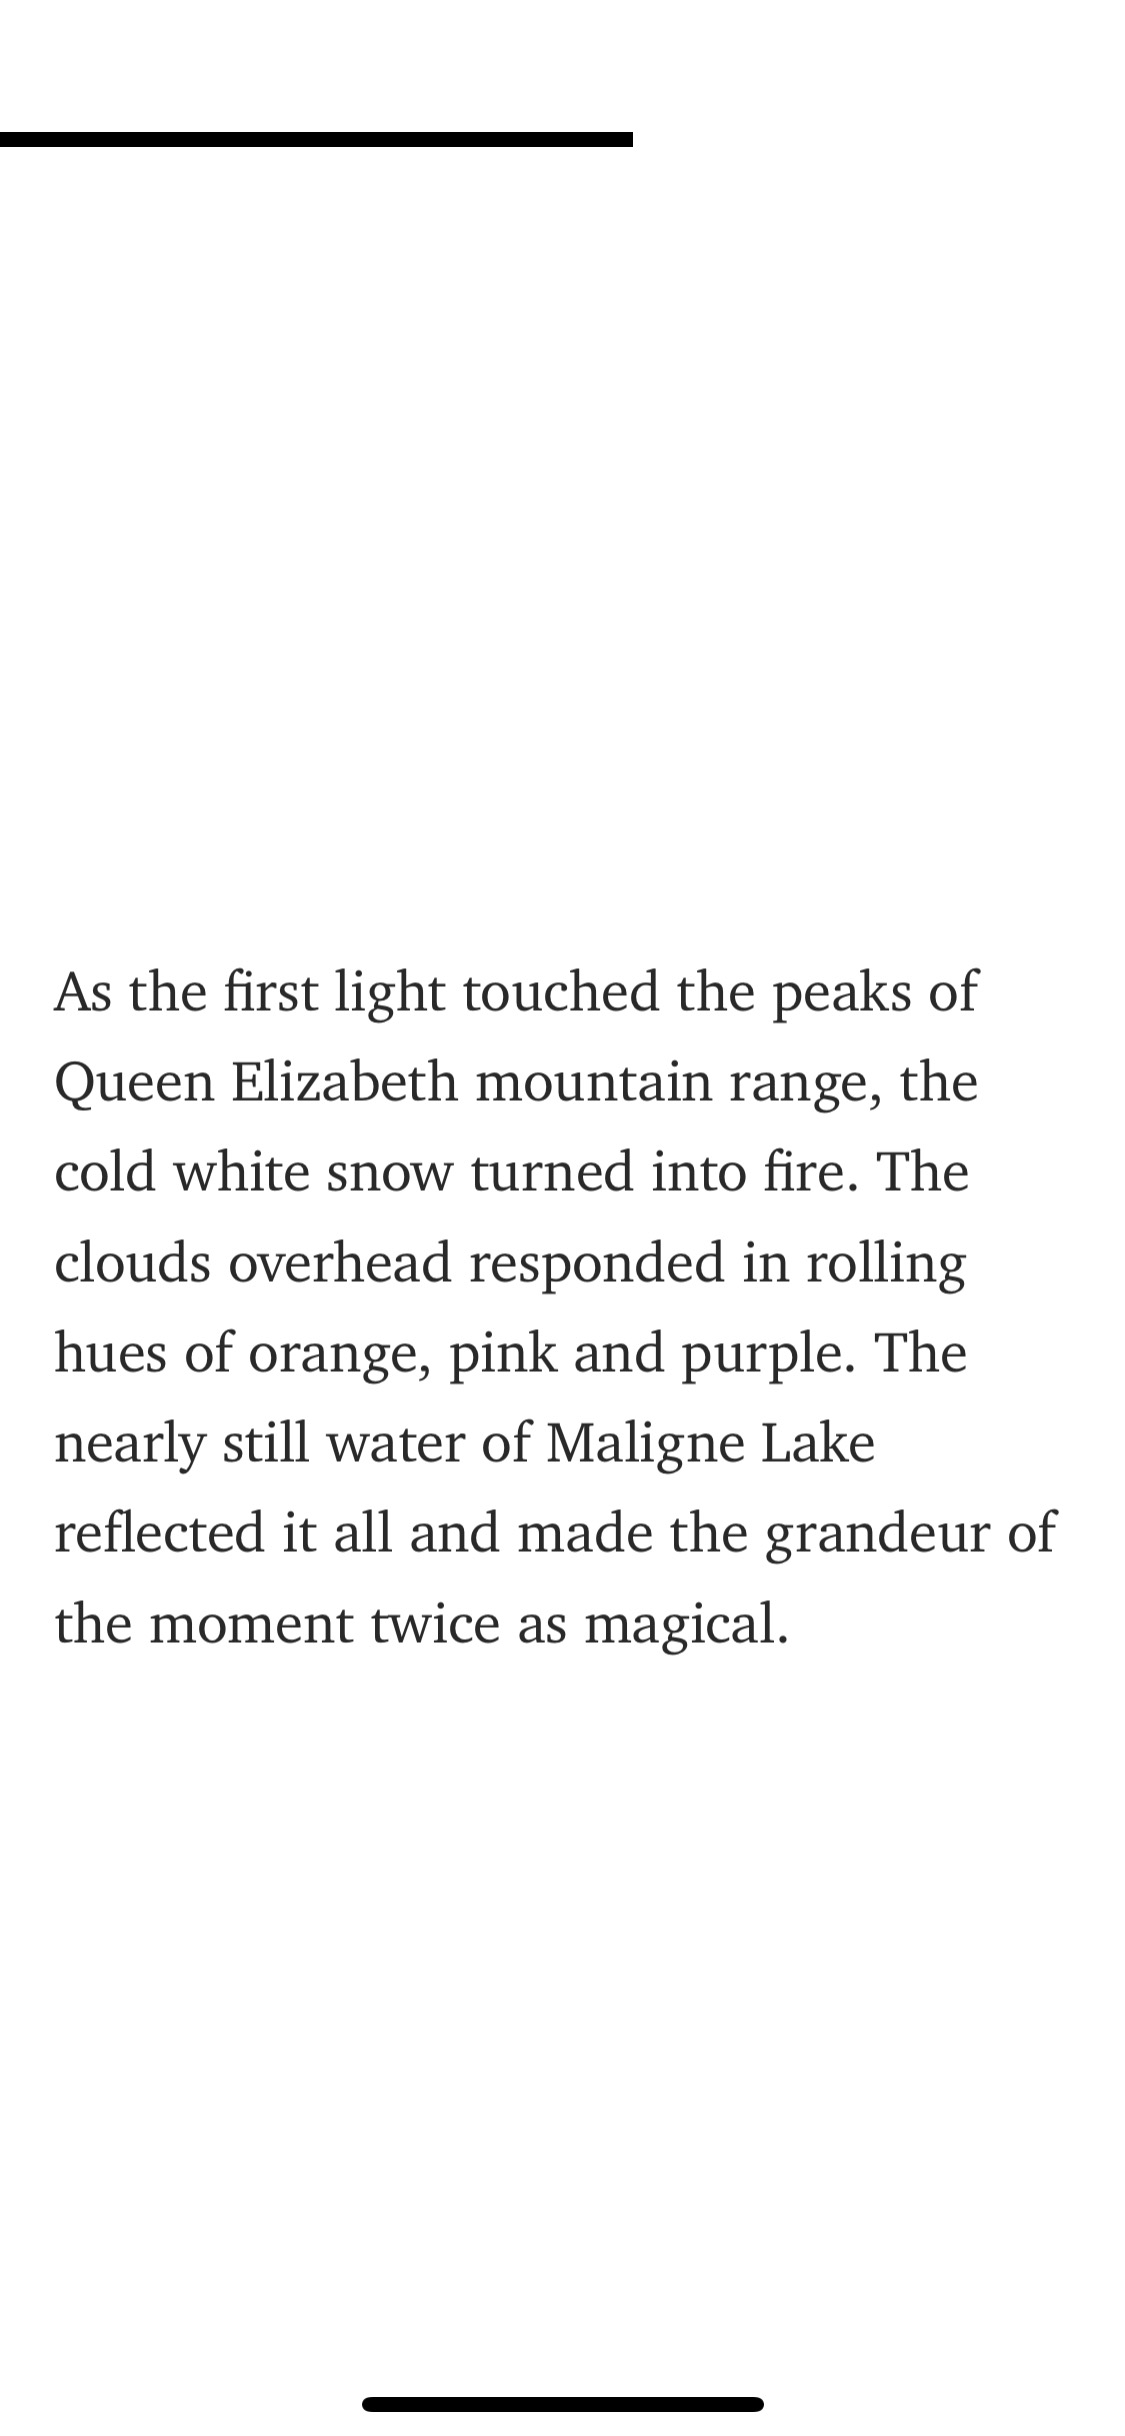 As the first light touched the peaks of
Queen Elizabeth mountain range, the
cold white snow turned into fire. The
clouds overhead responded in rolling
hues of orange, pink and purple. The
nearly still water of Maligne Lake
reflected it all and made the grandeur of
the moment twice as magical.